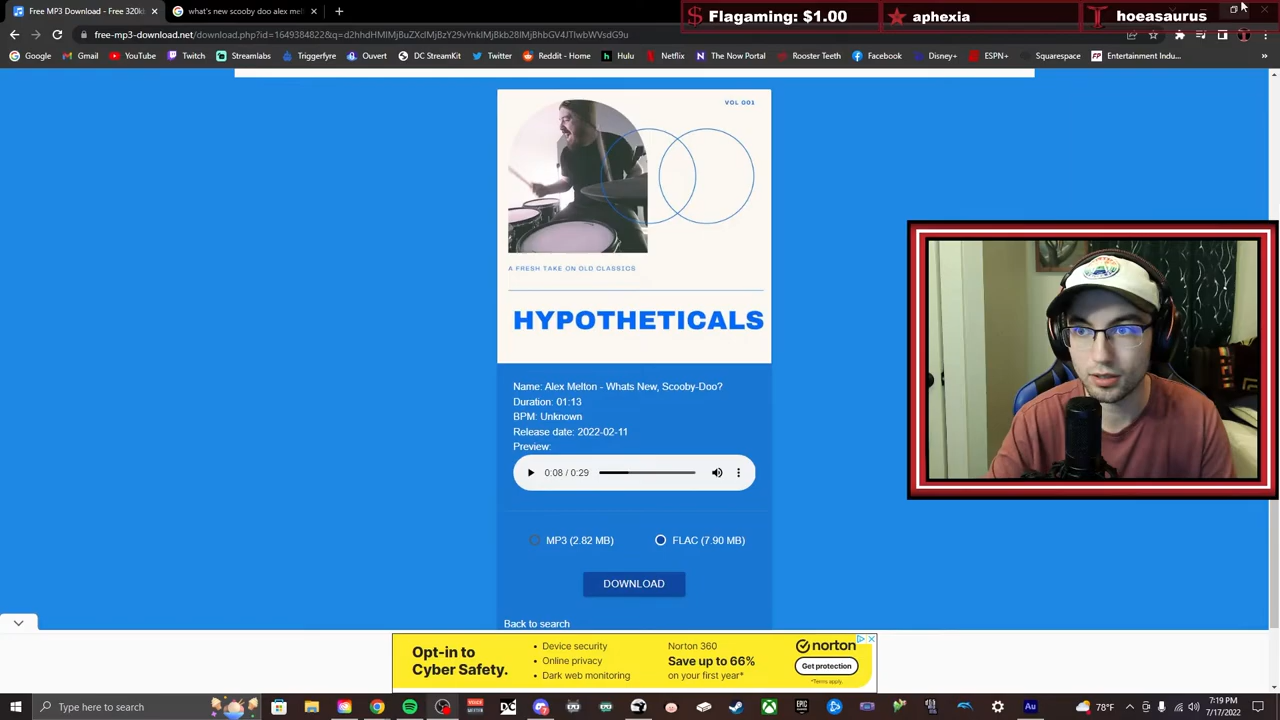 Flagaming: $1.00
aphexia
hoeasaurus
Free MP3 Download - Free 320kl
what's new scooby doo alex mel
free-mp3-download.net/download.php?id=1649384822&q=d2hhdHMlMjBuZXdMjBzY29vYnklMjBkb28lMjBhbGV4JTIwbWVsdG9u
Google
Gmail
YouTube
Twitch
Streamlabs
Triggerfyre
Ouvert
DoCriticals
Twitter
Reddit - Home
Hulu
Netflix
The Now Portal
Rooster Teeth
Facebook
Disney+
ESPN+
Squarespace
Entertainment Indu...
VOL 001
A FRESH TAKE ON OLD CLASSICS
HYPOTHETICALS
Name: Alex Melton - Whats New, Scooby-Doo?
Duration: 01:13
BPM: Unknown
Release date: 2022-02-11
Preview:
0:08 / 0:29
MP3 (2.82 MB)
FLAC (7.90 MB)
DOWNLOAD
Back to search
Opt-in to
Cyber Safety.
• Device security
• Online privacy
• Dark web monitoring
Norton 360
Save up to 66%
on your first year*
norton
Get protection
*Terms apply.
Type here to search
78°F
7:19 PM
7/17/2022